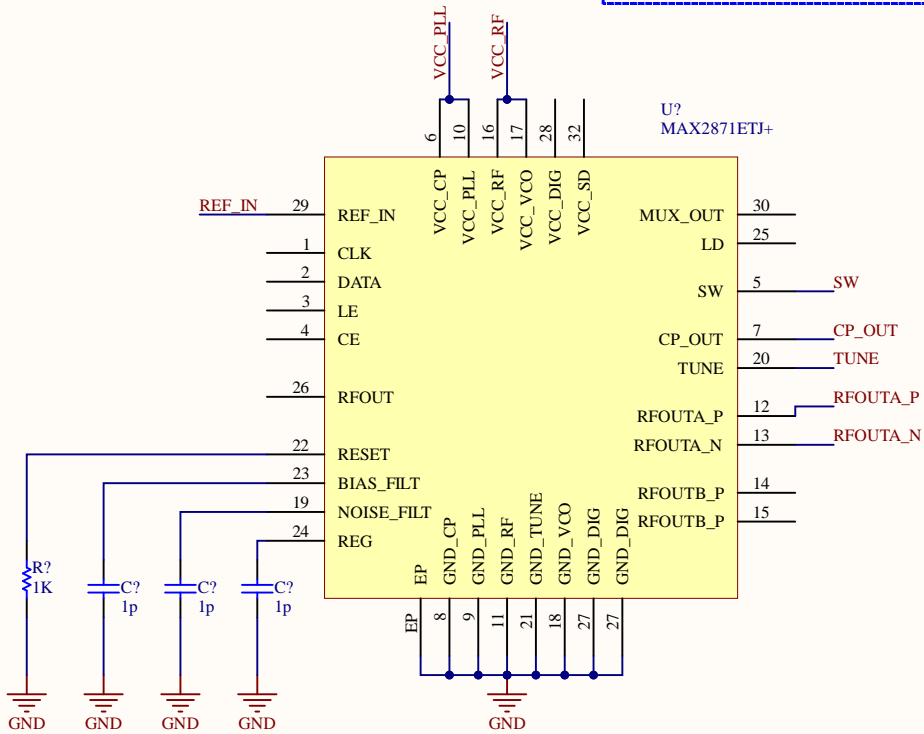 VCC_PLL
VCC_RF
U?
MAX2871ETJ+
6
10
16
17
28
32
VCC_CP
VCC_PLL
VCC_RF
VCC_VCO
VCC_DIG
VCC_SD
REF_IN
29
REF_IN
1
CLK
2
DATA
3
LE
4
CE
26
RFOUT
22
RESET
23
BIAS_FILT
19
NOISE_FILT
24
REG
MUX_OUT
30
LD
25
SW
5
SW
CP_OUT
7
CP_OUT
TUNE
20
TUNE
RFOUTA_P
12
RFOUTA_P
RFOUTA_N
13
RFOUTA_N
RFOUTB_P
14
RFOUTB_P
15
EP
GND_CP
GND_PLL
GND_RF
GND_TUNE
GND_VCO
GND_DIG
GND_DIG
EP
8
9
11
21
18
27
27
R?
1K
C?
1p
C?
1p
C?
1p
GND
GND
GND
GND
GND